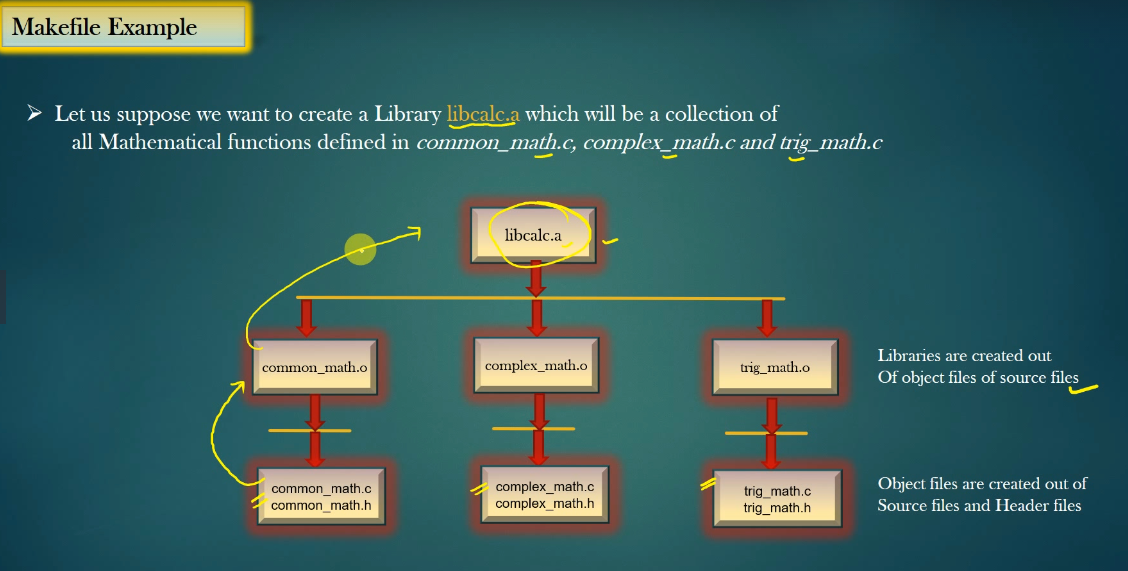 Makefile Example
➢ Let us suppose we want to create a Library libcalc.a which will be a collection of
all Mathematical functions defined in common_math.c, complex_math.c and trig_math.c
libcalc.a
common_math.o
complex_math.o
trig_math.o
Libraries are created out
Of object files of source files
common_math.c
common_math.h
complex_math.c
complex_math.h
trig_math.c
trig_math.h
Object files are created out of
Source files and Header files